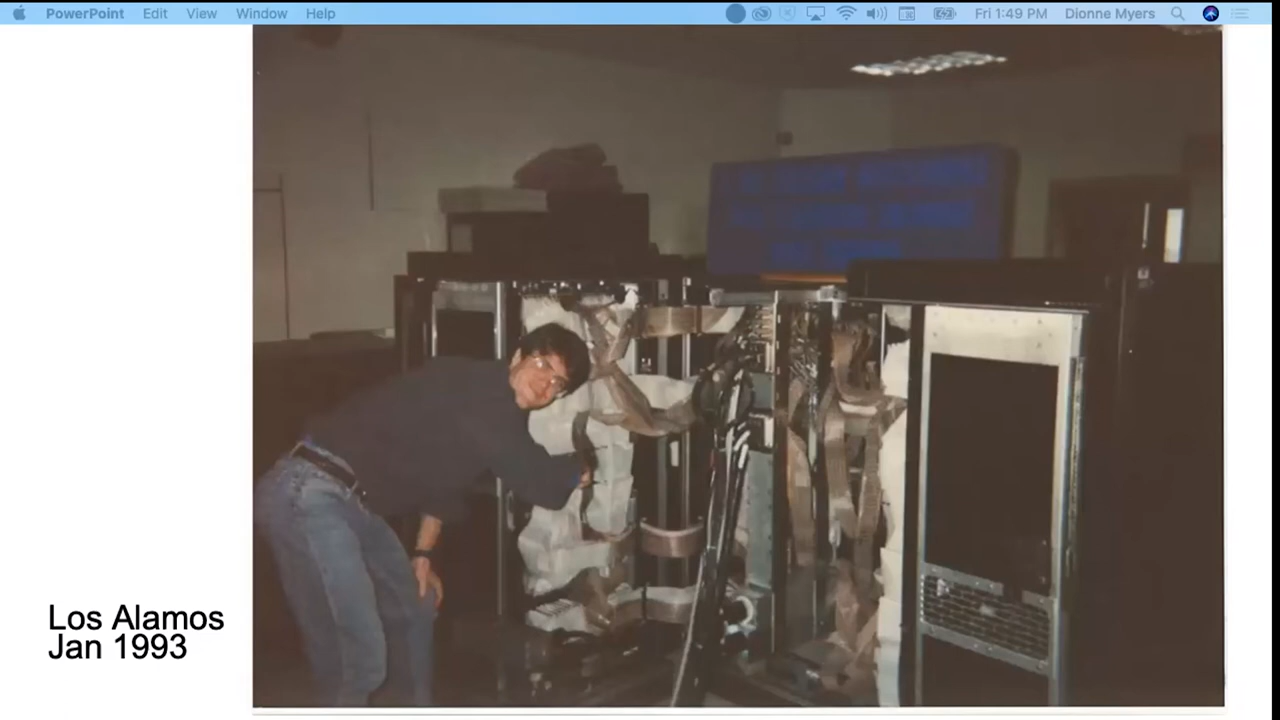 PowerPoint Edit View Window Help Fri 1:49 PM Dionne Myers
Los Alamos
Jan 1993